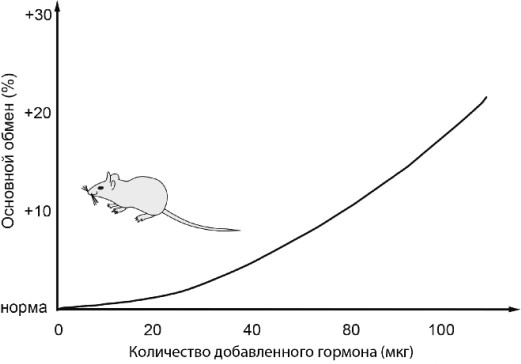 Основной обмен (%)
+30
+20
+10
норма
0 20 40 60 80 100
Количество добавленного гормона (мкг)